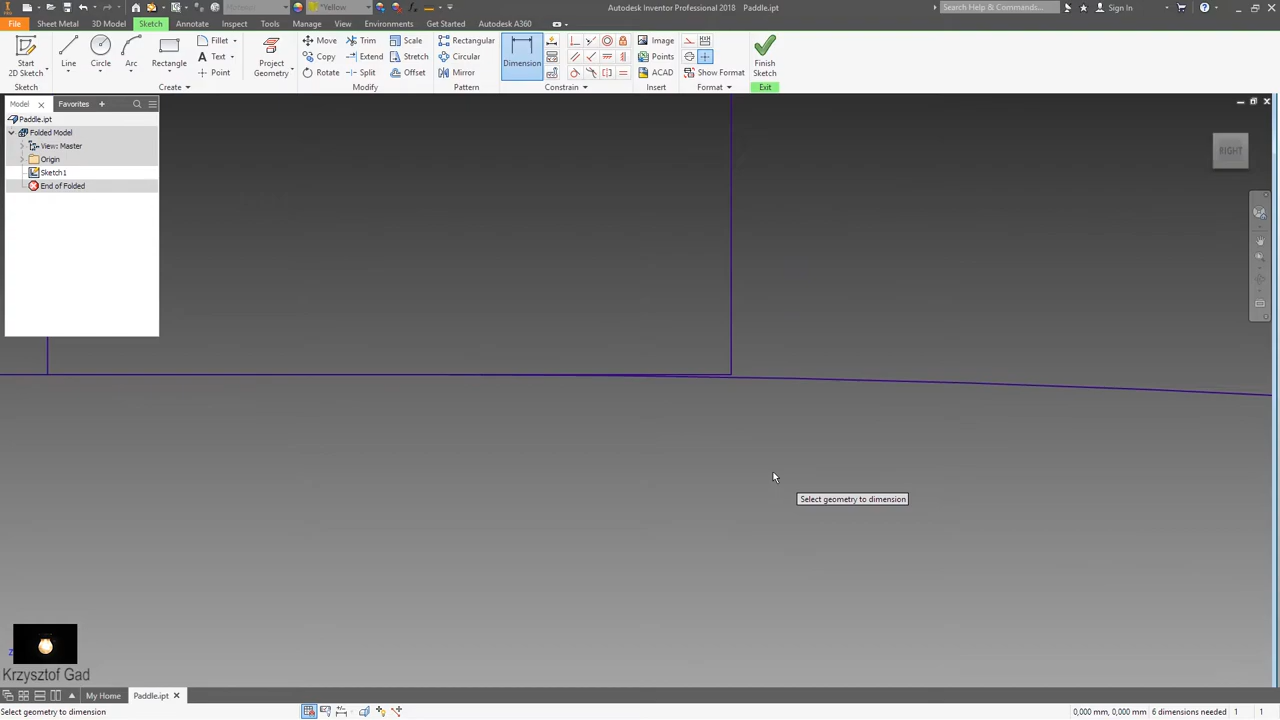 Autodesk Inventor Professional 2018 Paddle.ipt
Search Help & Commands...
Sign In
Yellow
File
Sheet Metal
3D Model
Sketch
Annotate
Inspect
Tools
Manage
View
Environments
Get Started
Autodesk A360
Start
2D Sketch
Line
Circle
Arc
Rectangle
Fillet
Text
Point
Project
Geometry
Move
Copy
Rotate
Trim
Extend
Split
Scale
Stretch
Offset
Rectangular
Circular
Mirror
Dimension
Image
Points
ACAD
Show Format
Finish
Sketch
Sketch
Create
Modify
Pattern
Constrain
Insert
Format
Exit
Model
Favorites
Paddle.ipt
Folded Model
View: Master
Origin
Sketch1
End of Folded
RIGHT
Select geometry to dimension
Krzysztof Gad
My Home
Paddle.ipt
Select geometry to dimension
0,000 mm, 0,000 mm
6 dimensions needed
1
1